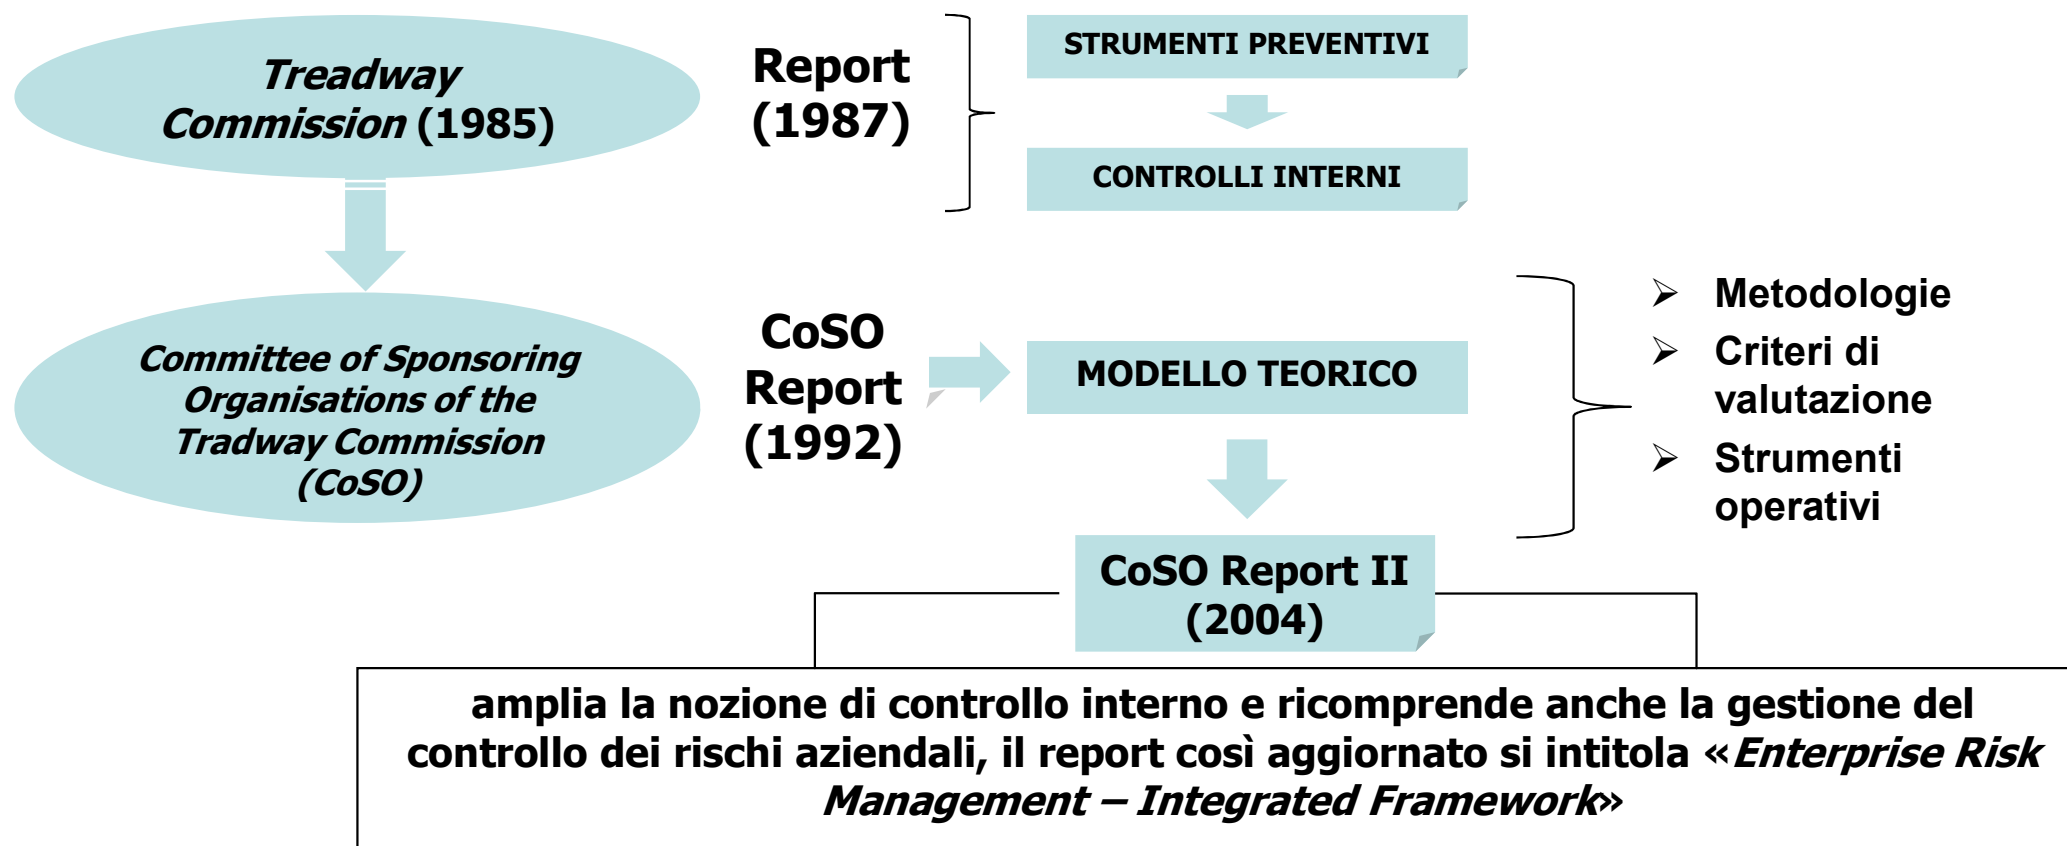 Treadway
Commission (1985)
Report
(1987)
STRUMENTI PREVENTIVI
CONTROLLI INTERNI
Committee of Sponsoring
Organisations of the
Tradway Commission
(CoSO)
CoSO
Report
(1992)
MODELLO TEORICO
➢ Metodologie
➢ Criteri di
valutazione
➢ Strumenti
operativi
CoSO Report II
(2004)
amplia la nozione di controllo interno e ricomprende anche la gestione del
controllo dei rischi aziendali, il report così aggiornato si intitola «Enterprise Risk
Management – Integrated Framework»